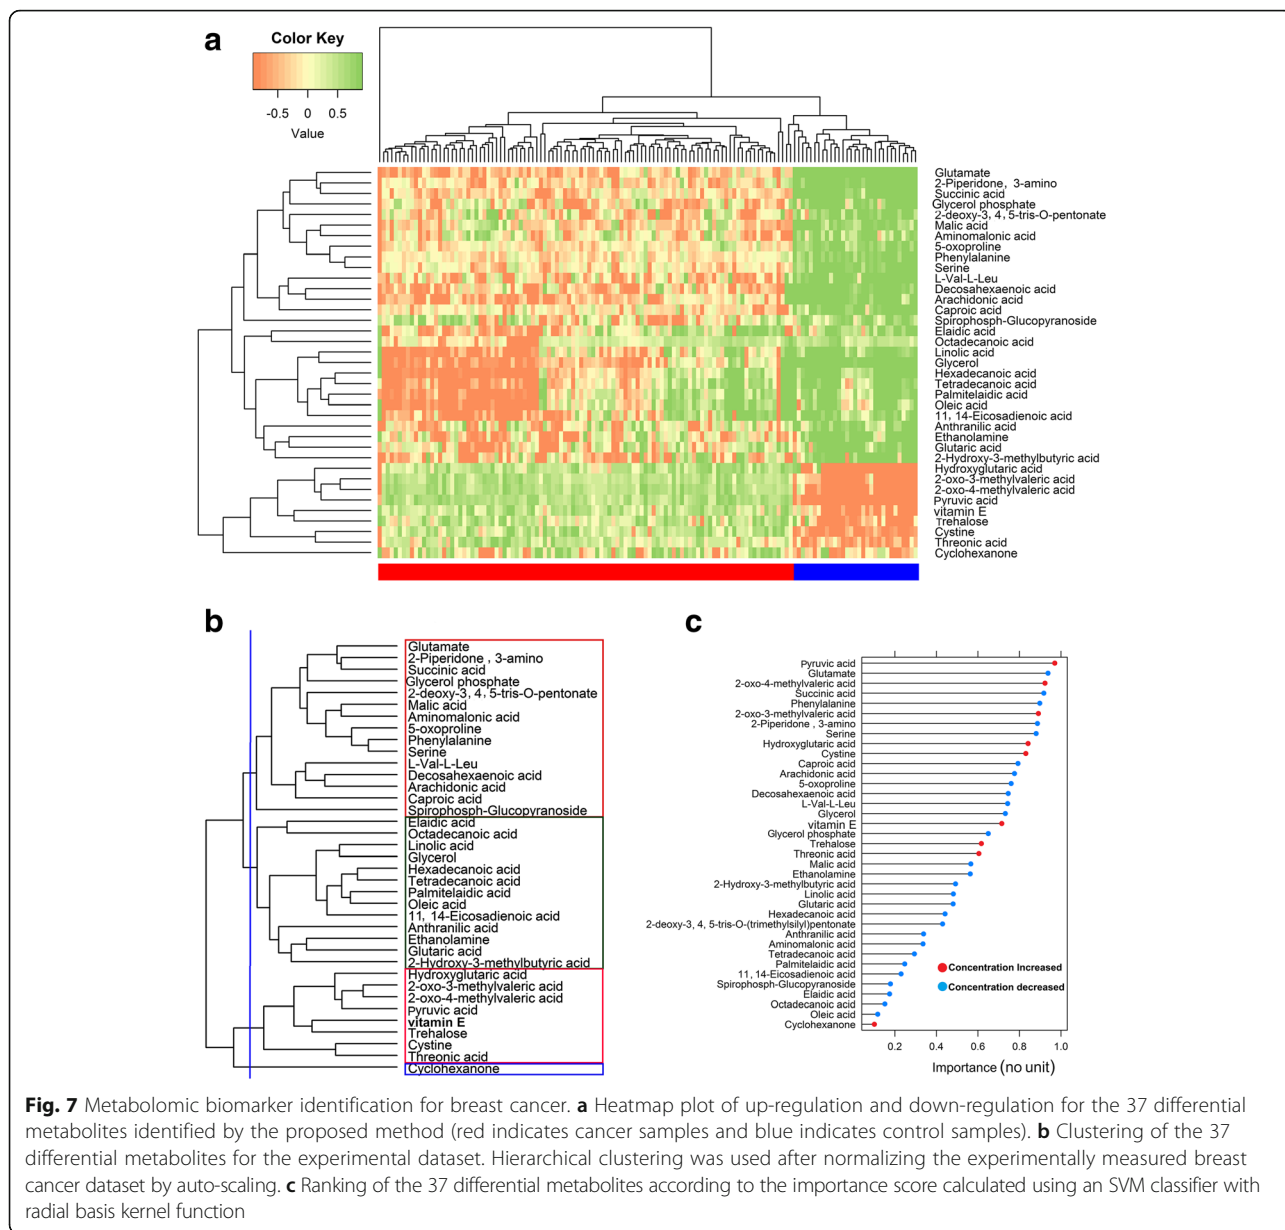 a
Color Key
-0.5 0 0.5
Value
Glutamate
2-Piperidone, 3-amino
Succinic acid
Glycerol phosphate
2-deoxy-3, 4, 5-tris-O-pentonate
Malic acid
Aminomalonic acid
5-oxoproline
Phenylalanine
Serine
L-Val-L-Leu
Decosahexaenoic acid
Arachidonic acid
Caproic acid
Spirophosph-Glucopyranoside
Elaidic acid
Octadecanoic acid
Linolic acid
Glycerol
Hexadecanoic acid
Tetradecanoic acid
Palmitelaidic acid
Oleic acid
11, 14-Eicosadienoic acid
Anthranilic acid
Ethanolamine
Glutaric acid
2-Hydroxy-3-methylbutyric acid
Hydroxyglutaric acid
2-oxo-3-methylvaleric acid
2-oxo-4-methylvaleric acid
Pyruvic acid
vitamin E
Trehalose
Cystine
Threonic acid
Cyclohexanone
b
Glutamate
2-Piperidone , 3-amino
Succinic acid
Glycerol phosphate
2-deoxy-3, 4, 5-tris-O-pentonate
Malic acid
Aminomalonic acid
5-oxoproline
Phenylalanine
Serine
L-Val-L-Leu
Decosahexaenoic acid
Arachidonic acid
Caproic acid
Spirophosph-Glucopyranoside
Elaidic acid
Octadecanoic acid
Linolic acid
Glycerol
Hexadecanoic acid
Tetradecanoic acid
Palmitelaidic acid
Oleic acid
11, 14-Eicosadienoic acid
Anthranilic acid
Ethanolamine
Glutaric acid
2-Hydroxy-3-methylbutyric acid
Hydroxyglutaric acid
2-oxo-3-methylvaleric acid
2-oxo-4-methylvaleric acid
Pyruvic acid
vitamin E
Trehalose
Cystine
Threonic acid
Cyclohexanone
c
Pyruvic acid
Glutamate
2-oxo-4-methylvaleric acid
Succinic acid
Phenylalanine
2-oxo-3-methylvaleric acid
2-Piperidone , 3-amino
Serine
Hydroxyglutaric acid
Cystine
Caproic acid
Arachidonic acid
5-oxoproline
Decosahexaenoic acid
L-Val-L-Leu
Glycerol
vitamin E
Glycerol phosphate
Trehalose
Threonic acid
Malic acid
Ethanolamine
2-Hydroxy-3-methylbutyric acid
Linolic acid
Glutaric acid
Hexadecanoic acid
2-deoxy-3, 4, 5-tris-O-(trimethylsilyl)pentonate
Anthranilic acid
Aminomalonic acid
Tetradecanoic acid
Palmitelaidic acid
11, 14-Eicosadienoic acid
Spirophosph-Glucopyranoside
Elaidic acid
Octadecanoic acid
Oleic acid
Cyclohexanone
Concentration Increased
Concentration decreased
0.2 0.4 0.6 0.8 1.0
Importance (no unit)
Fig. 7 Metabolomic biomarker identification for breast cancer. a Heatmap plot of up-regulation and down-regulation for the 37 differential
metabolites identified by the proposed method (red indicates cancer samples and blue indicates control samples). b Clustering of the 37
differential metabolites for the experimental dataset. Hierarchical clustering was used after normalizing the experimentally measured breast
cancer dataset by auto-scaling. c Ranking of the 37 differential metabolites according to the importance score calculated using an SVM classifier with
radial basis kernel function